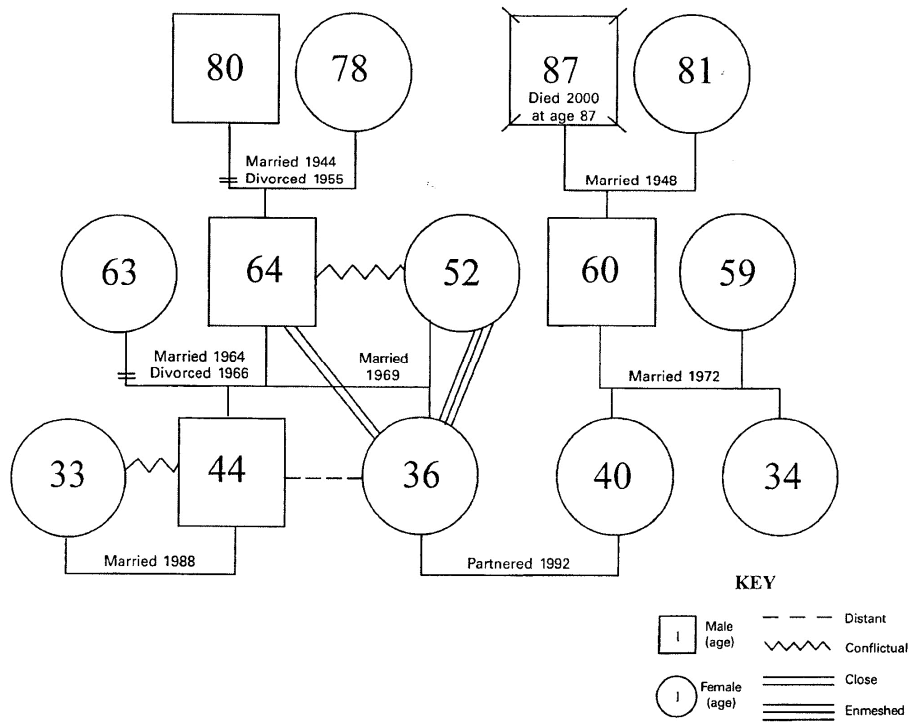 80
78
87
Died 2000
at age 87
81
Married 1944
Divorced 1955
Married 1948
63
64
52
60
59
Married 1964
Divorced 1966
Married
1969
Married 1972
33
44
36
40
34
Married 1988
Partnered 1992
KEY
I
Male
(age)
Distant
Conflictual
I
Female
(age)
Close
Enmeshed